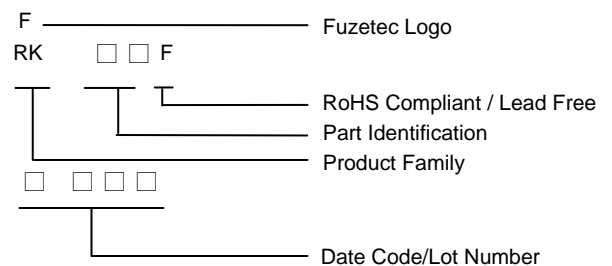 F Fuzetec Logo
RK □ □ F
RoHS Compliant / Lead Free
Part Identification
Product Family
□ □ □ □
Date Code/Lot Number